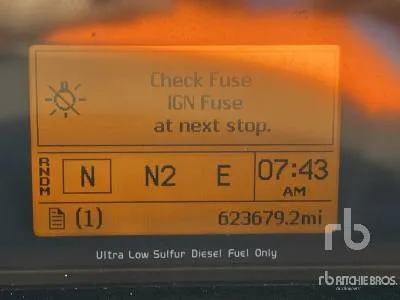 Check Fuse
IGN Fuse
at next stop.
RNDM
N N2 E 07:43
AM
(1) 623679.2mi
Ultra Low Sulfur Diesel Fuel Only
rb
rb RITCHIE BROS.